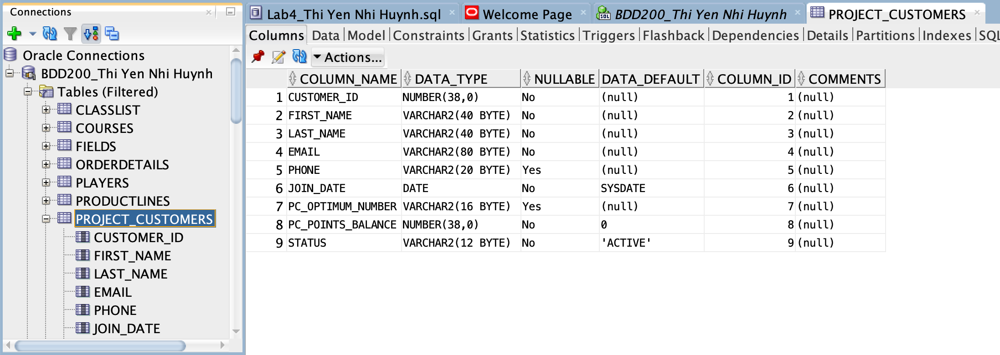 Connections
Oracle Connections
BDD200_Thi Yen Nhi Huynh
Tables (Filtered)
CLASSLIST
COURSES
FIELDS
ORDERDETAILS
PLAYERS
PRODUCTLINES
PROJECT_CUSTOMERS
CUSTOMER_ID
FIRST_NAME
LAST_NAME
EMAIL
PHONE
JOIN_DATE
Lab4_Thi Yen Nhi Huynh.sql Welcome Page SQL BDD200_Thi Yen Nhi Huynh PROJECT_CUSTOMERS
Columns Data Model Constraints Grants Statistics Triggers Flashback Dependencies Details Partitions Indexes SQL
Actions...
COLUMN_NAME DATA_TYPE NULLABLE DATA_DEFAULT COLUMN_ID COMMENTS
1 CUSTOMER_ID NUMBER(38,0) No (null) 1 (null)
2 FIRST_NAME VARCHAR2(40 BYTE) No (null) 2 (null)
3 LAST_NAME VARCHAR2(40 BYTE) No (null) 3 (null)
4 EMAIL VARCHAR2(80 BYTE) No (null) 4 (null)
5 PHONE VARCHAR2(20 BYTE) Yes (null) 5 (null)
6 JOIN_DATE DATE No SYSDATE 6 (null)
7 PC_OPTIMUM_NUMBER VARCHAR2(16 BYTE) Yes (null) 7 (null)
8 PC_POINTS_BALANCE NUMBER(38,0) No 0 8 (null)
9 STATUS VARCHAR2(12 BYTE) No 'ACTIVE' 9 (null)